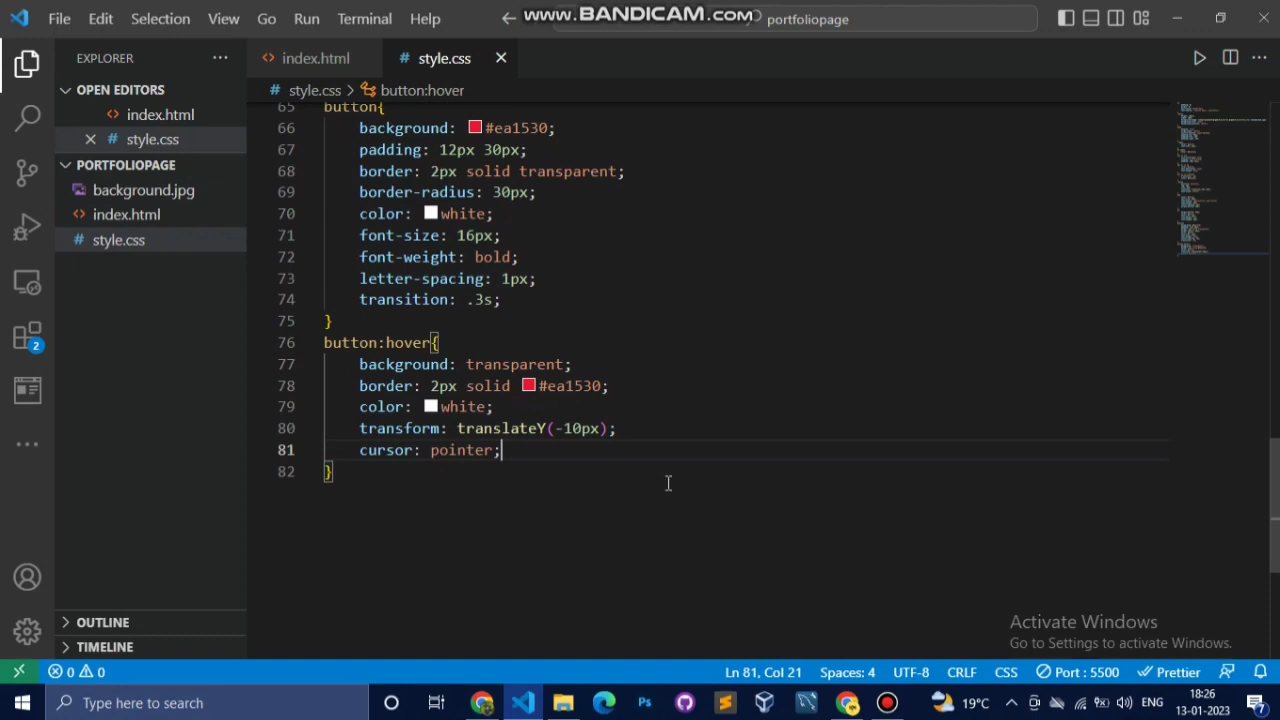 File Edit Selection View Go Run Terminal Help
www.BANDICAM.com
portfoliopage
EXPLORER
index.html
style.css
OPEN EDITORS
index.html
style.css
PORTFOLIOPAGE
background.jpg
index.html
style.css
style.css > button:hover
65 button{
66 background: #ea1530;
67 padding: 12px 30px;
68 border: 2px solid transparent;
69 border-radius: 30px;
70 color: white;
71 font-size: 16px;
72 font-weight: bold;
73 letter-spacing: 1px;
74 transition: .3s;
75 }
76 button:hover{
77 background: transparent;
78 border: 2px solid #ea1530;
79 color: white;
80 transform: translateY(-10px);
81 cursor: pointer;
82 }
2
OUTLINE
TIMELINE
Activate Windows
Go to Settings to activate Windows.
0 0 Ln 81, Col 21 Spaces: 4 UTF-8 CRLF CSS Port : 5500 Prettier
Type here to search
Ps
19°C
ENG
18:26
13-01-2023
7